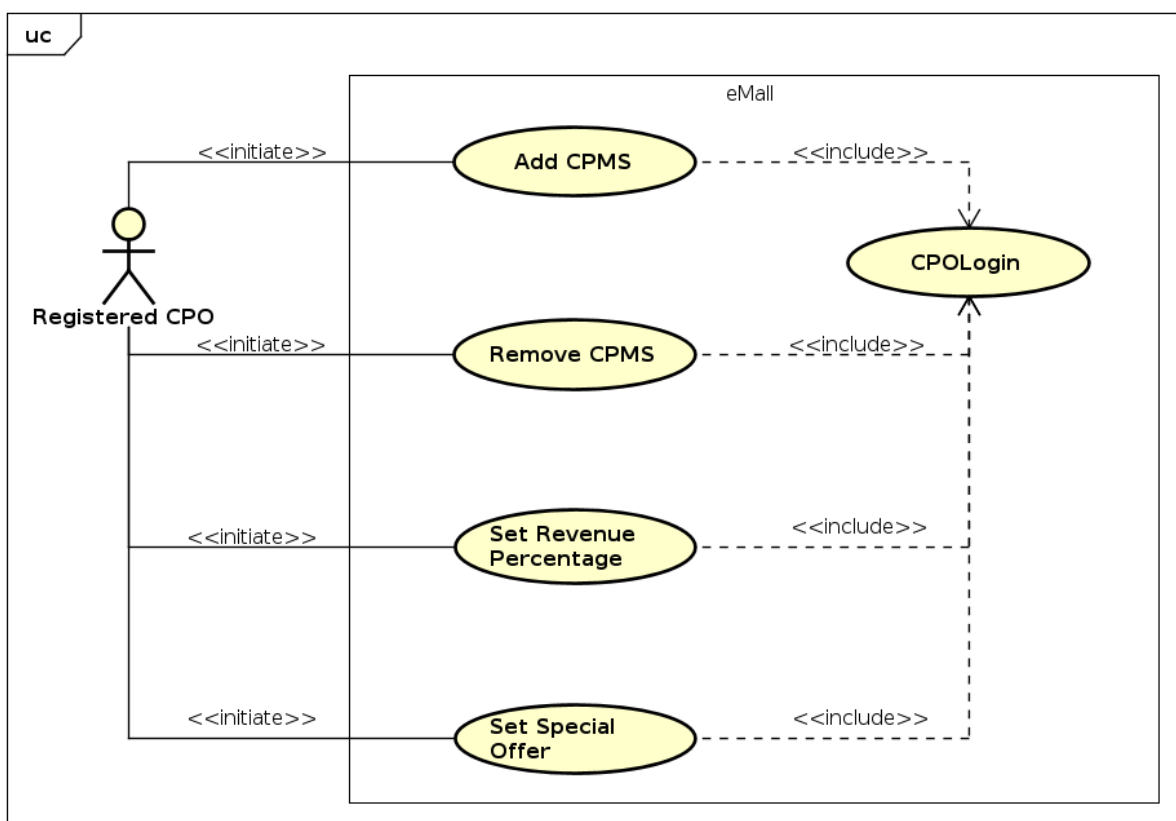 uc
eMall
<<initiate>>
Add CPMS
<<include>>
CPOLogin
Registered CPO
<<initiate>>
Remove CPMS
<<include>>
<<initiate>>
Set Revenue
Percentage
<<include>>
<<initiate>>
Set Special
Offer
<<include>>